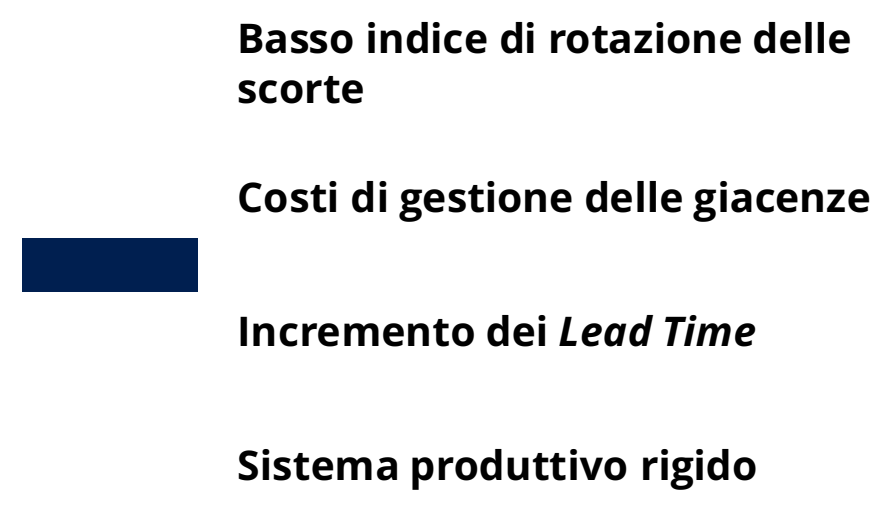 Basso indice di rotazione delle
scorte
Costi di gestione delle giacenze
Incremento dei Lead Time
Sistema produttivo rigido